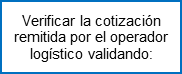 Verificar la cotización
remitida por el operador
logístico validando: